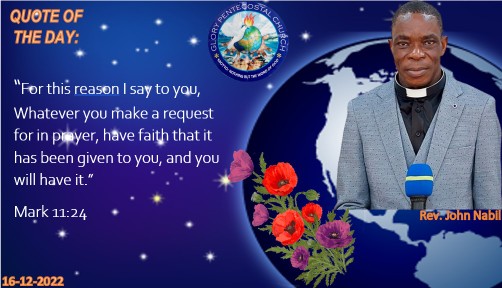 QUOTE OF
THE DAY:
GLORY PENTECOSTAL CHURCH
"For this reason I say to you,
Whatever you make a request
for in prayer, have faith that it
has been given to you, and you
will have it."
Mark 11:24
Rev. John Nabil
16-12-2022